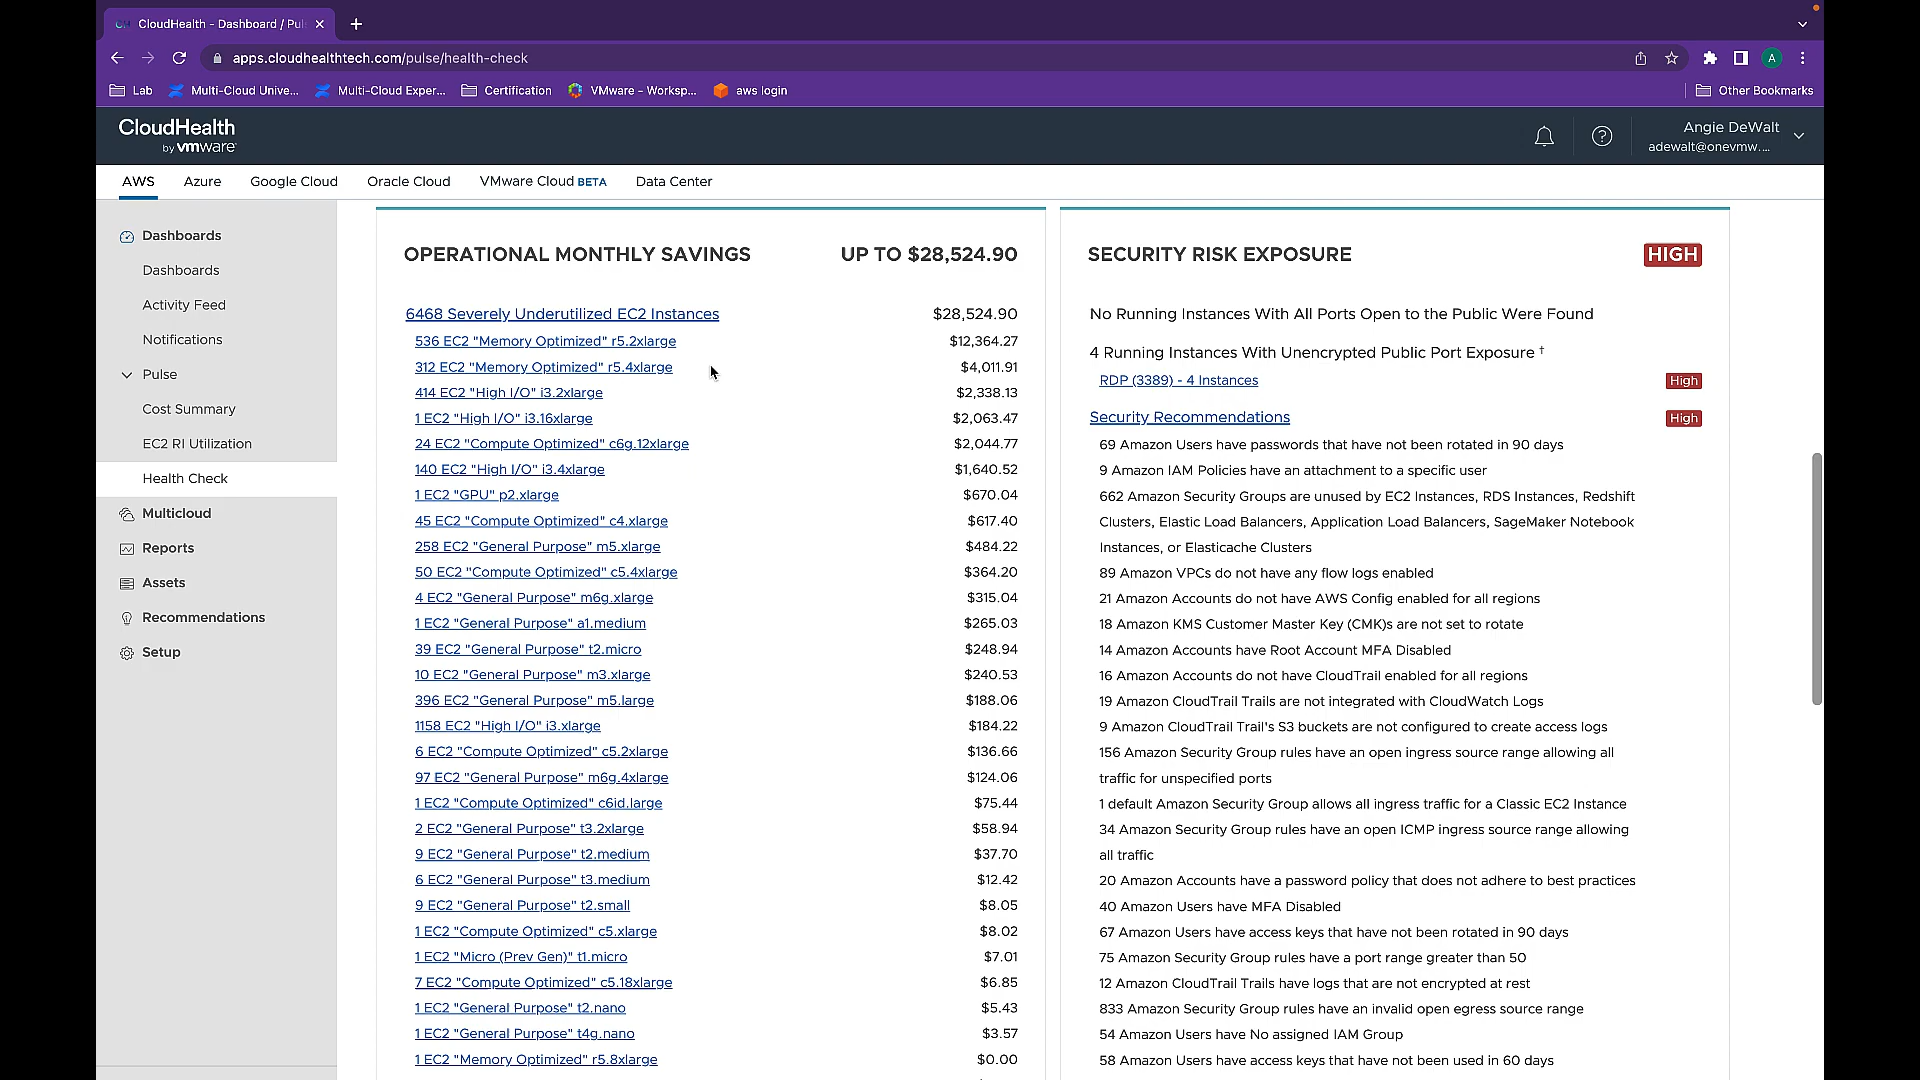 CloudHealth - Dashboard / Pul
apps.cloudhealthtech.com/pulse/health-check
A
Lab
Multi-Cloud Unive...
Multi-Cloud Exper...
Certification
VMware - Worksp...
aws login
Other Bookmarks
CloudHealth
by vmware
Angie DeWalt
adewalt@onevmw....
AWS
Azure
Google Cloud
Oracle Cloud
VMware Cloud BETA
Data Center
Dashboards
Dashboards
Activity Feed
Notifications
Pulse
Cost Summary
EC2 RI Utilization
Health Check
Multicloud
Reports
Assets
Recommendations
Setup
OPERATIONAL MONTHLY SAVINGS UP TO $28,524.90
6468 Severely Underutilized EC2 Instances $28,524.90
536 EC2 "Memory Optimized" r5.2xlarge $12,364.27
312 EC2 "Memory Optimized" r5.4xlarge $4,011.91
414 EC2 "High I/O" i3.2xlarge $2,338.13
1 EC2 "High I/O" i3.16xlarge $2,063.47
24 EC2 "Compute Optimized" c6g.12xlarge $2,044.77
140 EC2 "High I/O" i3.4xlarge $1,640.52
1 EC2 "GPU" p2.xlarge $670.04
45 EC2 "Compute Optimized" c4.xlarge $617.40
258 EC2 "General Purpose" m5.xlarge $484.22
50 EC2 "Compute Optimized" c5.4xlarge $364.20
4 EC2 "General Purpose" m6g.xlarge $315.04
1 EC2 "General Purpose" a1.medium $265.03
39 EC2 "General Purpose" t2.micro $248.94
10 EC2 "General Purpose" m3.xlarge $240.53
396 EC2 "General Purpose" m5.large $188.06
1158 EC2 "High I/O" i3.xlarge $184.22
6 EC2 "Compute Optimized" c5.2xlarge $136.66
97 EC2 "General Purpose" m6g.4xlarge $124.06
1 EC2 "Compute Optimized" c6id.large $75.44
2 EC2 "General Purpose" t3.2xlarge $58.94
9 EC2 "General Purpose" t2.medium $37.70
6 EC2 "General Purpose" t3.medium $12.42
9 EC2 "General Purpose" t2.small $8.05
1 EC2 "Compute Optimized" c5.xlarge $8.02
1 EC2 "Micro (Prev Gen)" t1.micro $7.01
7 EC2 "Compute Optimized" c5.18xlarge $6.85
1 EC2 "General Purpose" t2.nano $5.43
1 EC2 "General Purpose" t4g.nano $3.57
1 EC2 "Memory Optimized" r5.8xlarge $0.00
SECURITY RISK EXPOSURE HIGH
No Running Instances With All Ports Open to the Public Were Found
4 Running Instances With Unencrypted Public Port Exposure †
RDP (3389) - 4 Instances High
Security Recommendations High
69 Amazon Users have passwords that have not been rotated in 90 days
9 Amazon IAM Policies have an attachment to a specific user
662 Amazon Security Groups are unused by EC2 Instances, RDS Instances, Redshift
Clusters, Elastic Load Balancers, Application Load Balancers, SageMaker Notebook
Instances, or Elasticache Clusters
89 Amazon VPCs do not have any flow logs enabled
21 Amazon Accounts do not have AWS Config enabled for all regions
18 Amazon KMS Customer Master Key (CMK)s are not set to rotate
14 Amazon Accounts have Root Account MFA Disabled
16 Amazon Accounts do not have CloudTrail enabled for all regions
19 Amazon CloudTrail Trails are not integrated with CloudWatch Logs
9 Amazon CloudTrail Trail's S3 buckets are not configured to create access logs
156 Amazon Security Group rules have an open ingress source range allowing all
traffic for unspecified ports
1 default Amazon Security Group allows all ingress traffic for a Classic EC2 Instance
34 Amazon Security Group rules have an open ICMP ingress source range allowing
all traffic
20 Amazon Accounts have a password policy that does not adhere to best practices
40 Amazon Users have MFA Disabled
67 Amazon Users have access keys that have not been rotated in 90 days
75 Amazon Security Group rules have a port range greater than 50
12 Amazon CloudTrail Trails have logs that are not encrypted at rest
833 Amazon Security Group rules have an invalid open egress source range
54 Amazon Users have No assigned IAM Group
58 Amazon Users have access keys that have not been used in 60 days